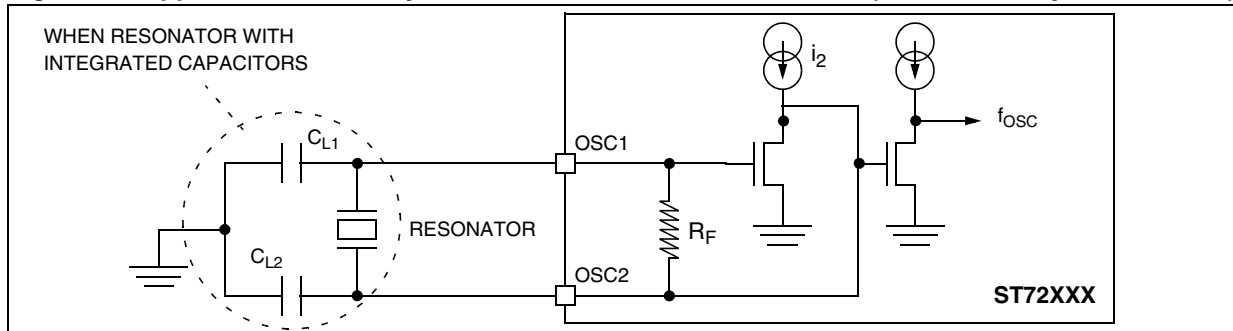 WHEN RESONATOR WITH
INTEGRATED CAPACITORS
i2
fOSC
CL1
OSC1
RESONATOR
RF
CL2
OSC2
ST72XXX